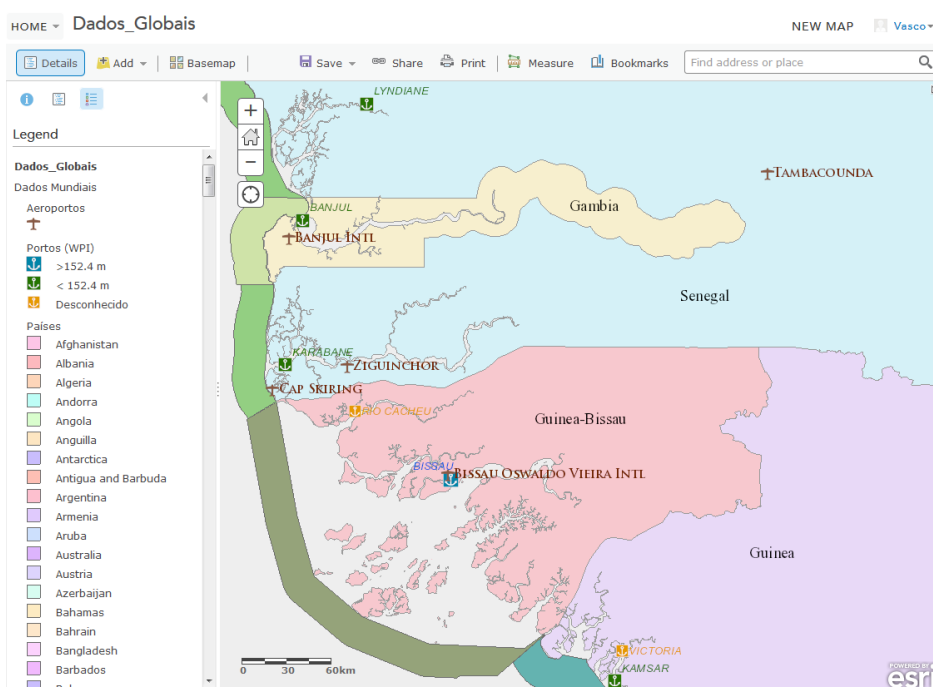 HOME Dados_Globais NEW MAP Vasco
Details Add Basemap Save Share Print Measure Bookmarks Find address or place
Legend
Dados_Globais
Dados Mundiais
Aeroportos
Portos (WPI)
>152.4 m
< 152.4 m
Desconhecido
Países
Afghanistan
Albania
Algeria
Andorra
Angola
Anguilla
Antarctica
Antigua and Barbuda
Argentina
Armenia
Aruba
Australia
Austria
Azerbaijan
Bahamas
Bahrain
Bangladesh
Barbados
LYNDIANE
TAMBACOUNDA
BANJUL
Gambia
BANJUL INTL
Senegal
KARABANE
ZIGUINCHOR
CAP SKIRING
RIO CACHEU
Guinea-Bissau
BISSAU
BISSAU OSWALDO VIEIRA INTL
Guinea
VICTORIA
KAMSAR
0 30 60km
POWERED BY
esri